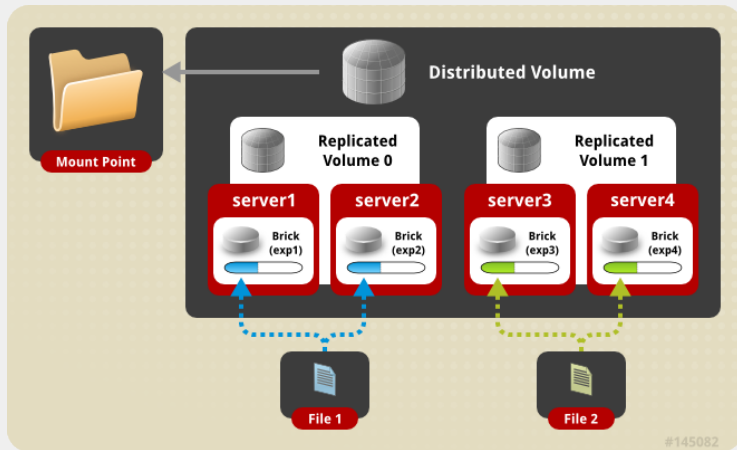 Distributed Volume
Mount Point
Replicated
Volume 0
Replicated
Volume 1
server1
server2
server3
server4
Brick
(exp1)
Brick
(exp2)
Brick
(exp3)
Brick
(exp4)
File 1
File 2
#145082